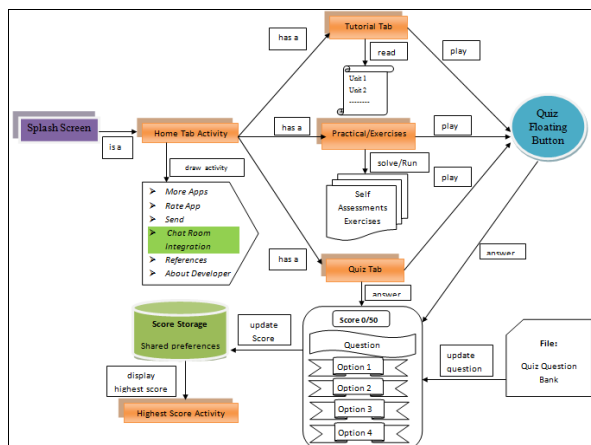 Tutorial Tab
has a
read
play
Unit 1
Unit 2
---------
Splash Screen
is a
Home Tab Activity
has a
Practical/Exercises
play
Quiz
Floating
Button
draw activity
solve/Run
play
More Apps
Rate App
Send
Chat Room
Integration
References
About Developer
Self
Assessments
Exercises
has a
Quiz Tab
answer
answer
Score Storage
Shared preferences
update
Score
Score 0/50
Question
Option 1
Option 2
Option 3
Option 4
update
question
File:
Quiz Question
Bank
display
highest score
Highest Score Activity